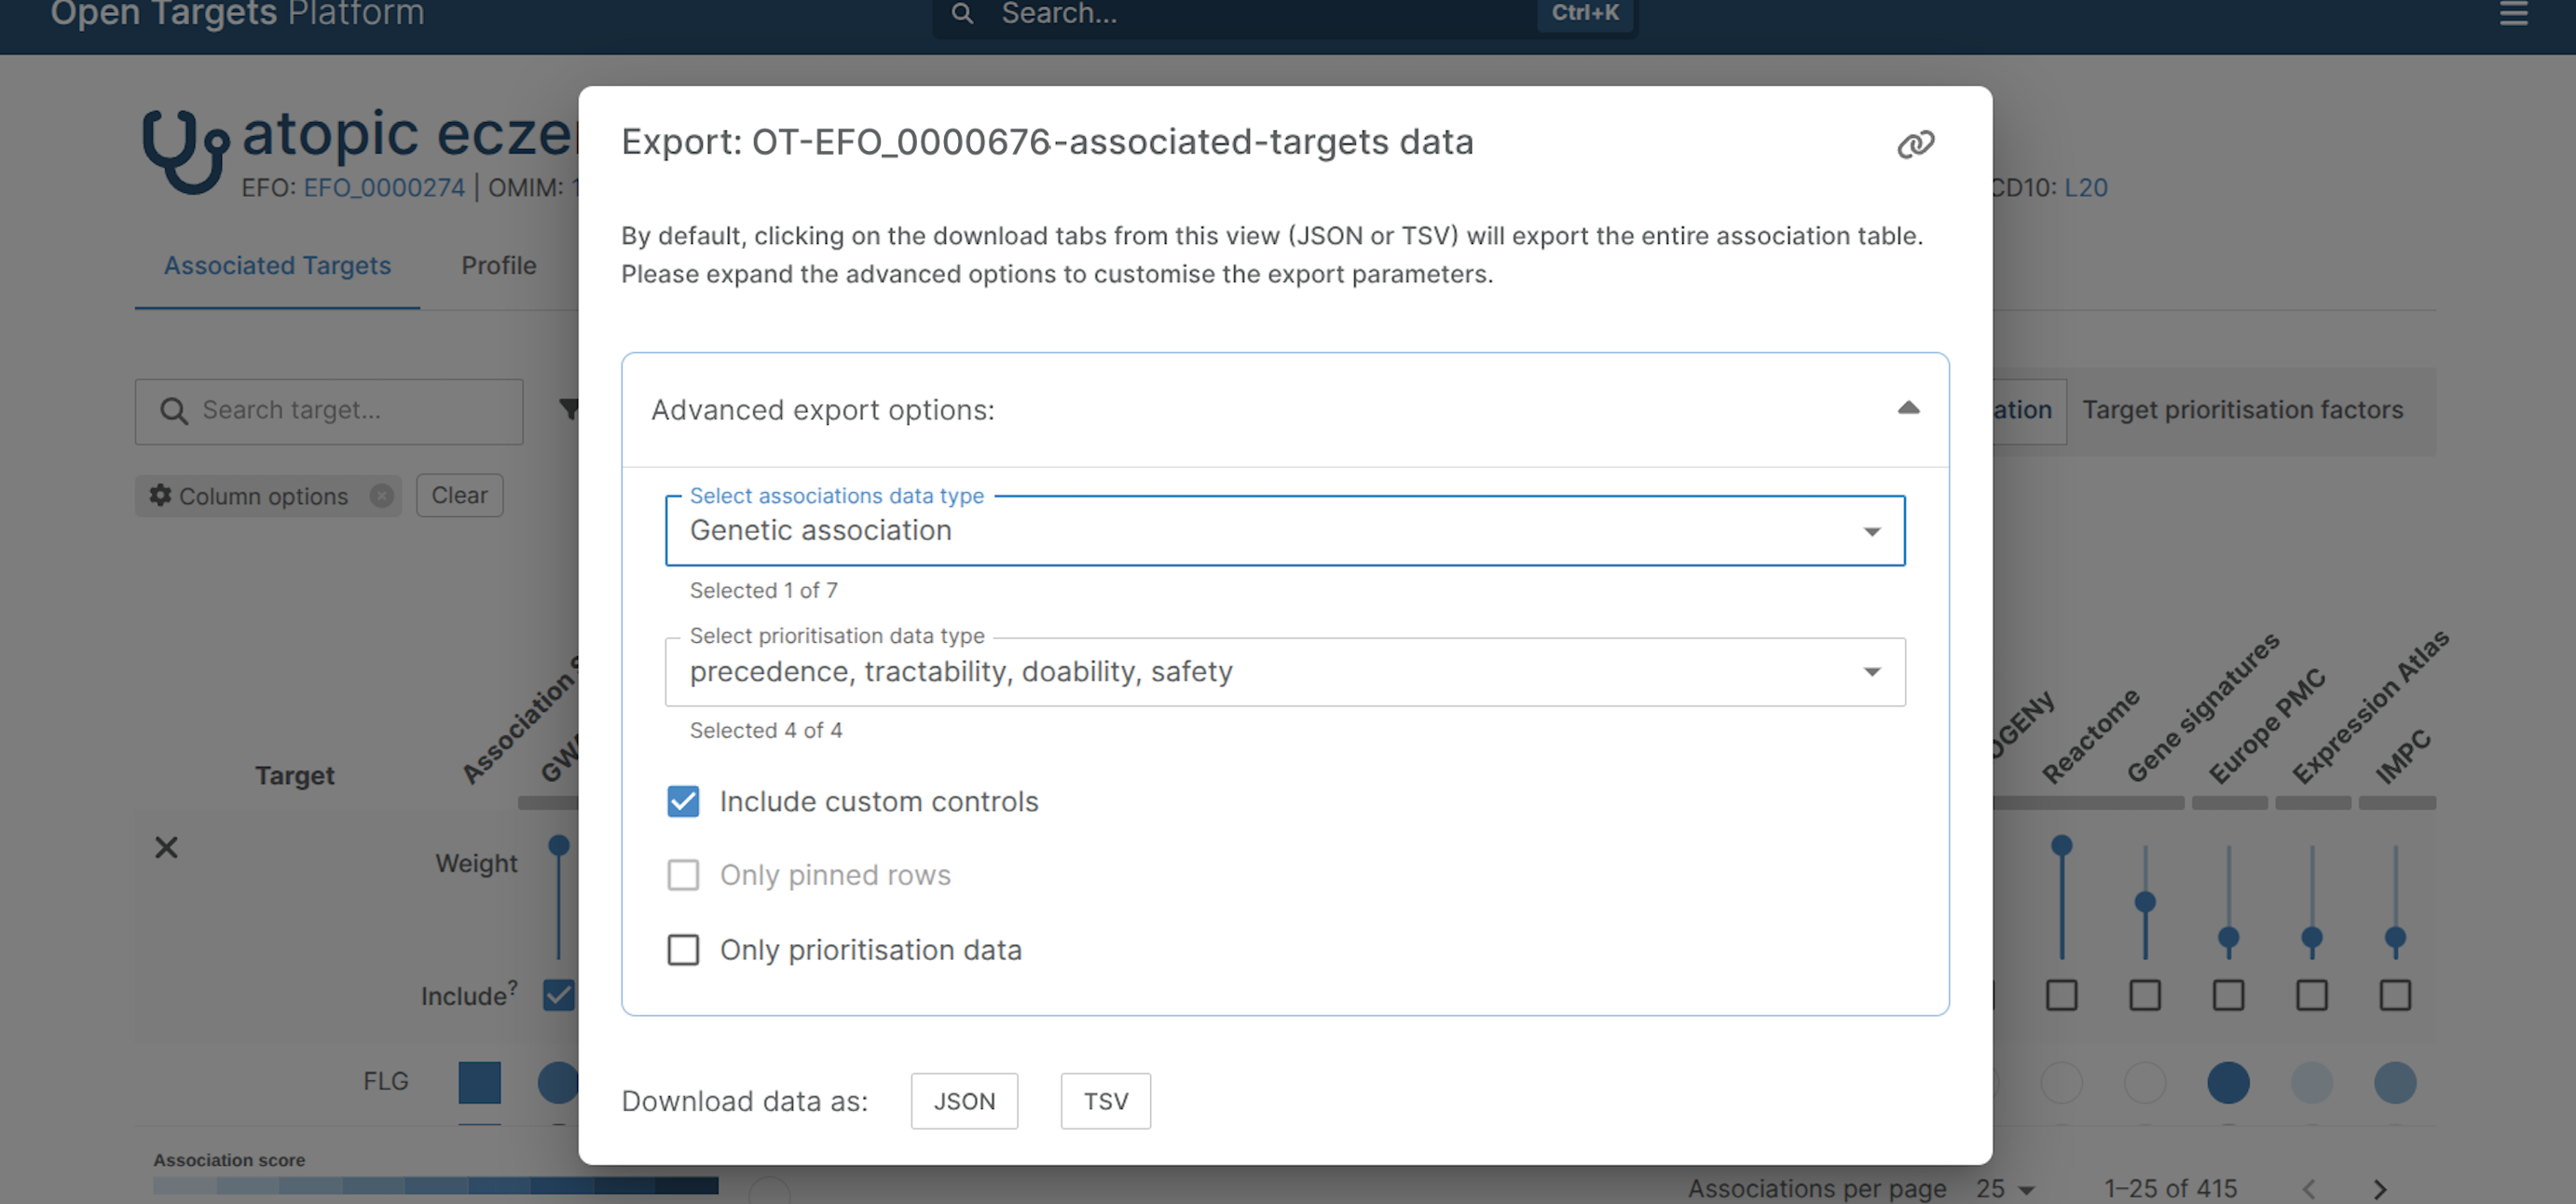 Open Targets Platform
Search...
Ctrl+K
atopic
EFO: EFO_0000274 | OMIM:
L20
Associated Targets
Profile
Search target...
Target prioritisation factors
Column options
Clear
Target
Association
Reactome
Gene signatures
Europe PMC
Expression Atlas
IMPC
Weight
Include?
FLG
Association score
Associations per page 25
1–25 of 415
Export: OT-EFO_0000676-associated-targets data
By default, clicking on the download tabs from this view (JSON or TSV) will export the entire association table.
Please expand the advanced options to customise the export parameters.
Advanced export options:
Select associations data type
Genetic association
Selected 1 of 7
Select prioritisation data type
precedence, tractability, doability, safety
Selected 4 of 4
Include custom controls
Only pinned rows
Only prioritisation data
Download data as:
JSON
TSV